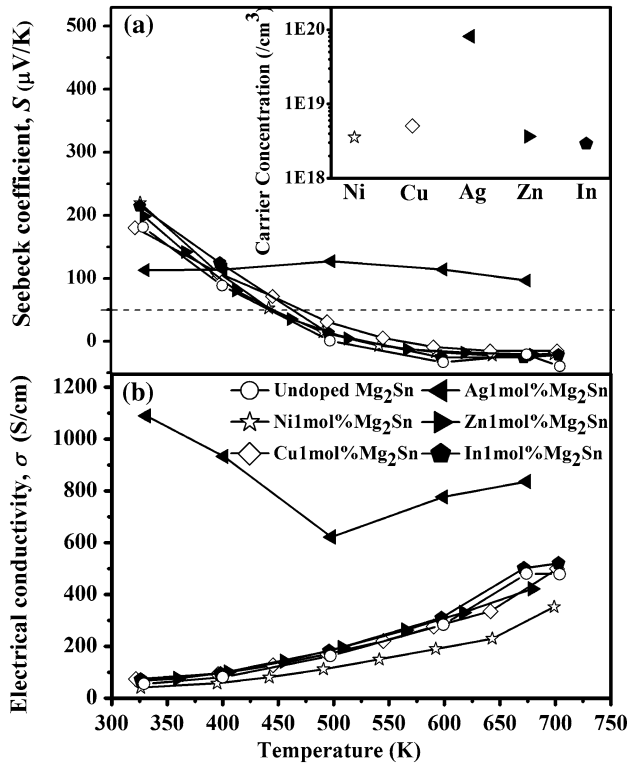 (a)
Seebeck coefficient, S (μV/K)
500
400
300
200
100
0
Carrier Concentration (/cm³)
1E20
1E19
1E18
Ni Cu Ag Zn In
(b)
Electrical conductivity, σ (S/cm)
1200
1000
800
600
400
200
0
Undoped Mg₂Sn
Ag1mol%Mg₂Sn
Ni1mol%Mg₂Sn
Zn1mol%Mg₂Sn
Cu1mol%Mg₂Sn
In1mol%Mg₂Sn
300 350 400 450 500 550 600 650 700 750
Temperature (K)